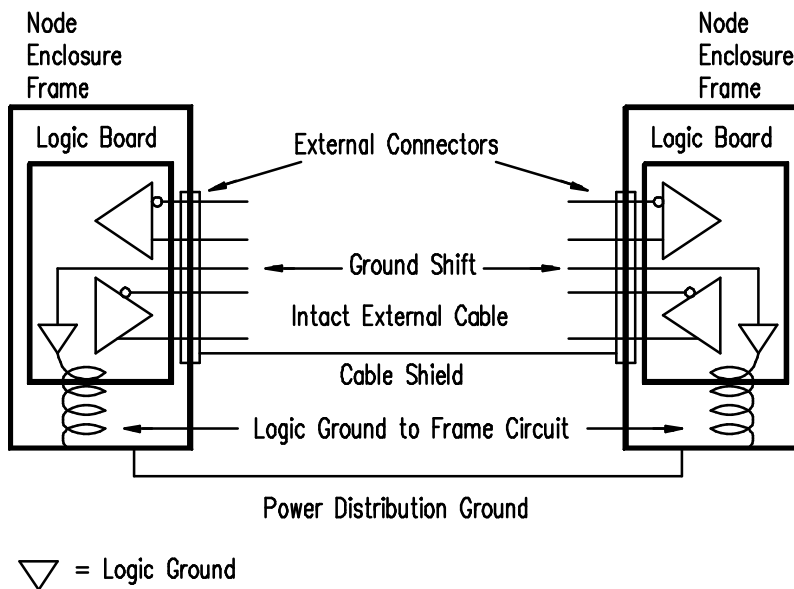 Node
Enclosure
Frame
Node
Enclosure
Frame
Logic Board
External Connectors
Logic Board
Ground Shift
Intact External Cable
Cable Shield
Logic Ground to Frame Circuit
Power Distribution Ground
= Logic Ground